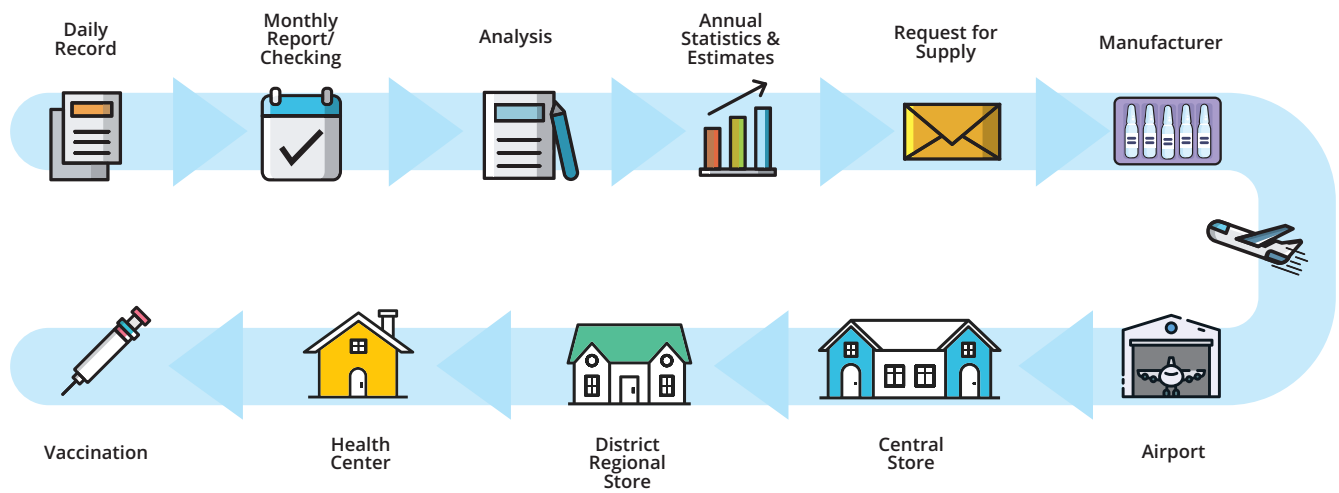 Daily
Record
Monthly
Report/
Checking
Analysis
Annual
Statistics &
Estimates
Request for
Supply
Manufacturer
Vaccination
Health
Center
District
Regional
Store
Central
Store
Airport